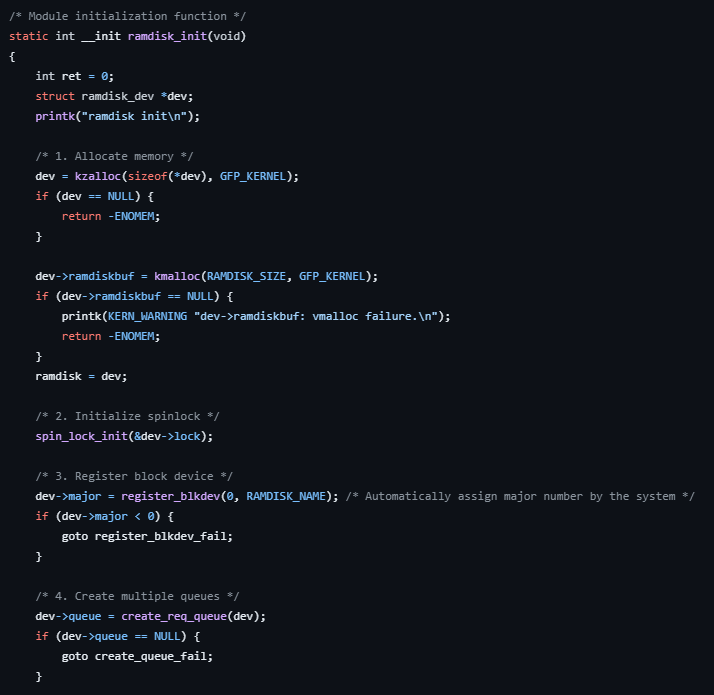 /* Module initialization function */
static int __init ramdisk_init(void)
{
    int ret = 0;
    struct ramdisk_dev *dev;
    printk("ramdisk init\n");

    /* 1. Allocate memory */
    dev = kzalloc(sizeof(*dev), GFP_KERNEL);
    if (dev == NULL) {
        return -ENOMEM;
    }

    dev->ramdiskbuf = kmalloc(RAMDISK_SIZE, GFP_KERNEL);
    if (dev->ramdiskbuf == NULL) {
        printk(KERN_WARNING "dev->ramdiskbuf: vmalloc failure.\n");
        return -ENOMEM;
    }
    ramdisk = dev;

    /* 2. Initialize spinlock */
    spin_lock_init(&dev->lock);

    /* 3. Register block device */
    dev->major = register_blkdev(0, RAMDISK_NAME); /* Automatically assign major number by the system */
    if (dev->major < 0) {
        goto register_blkdev_fail;
    }

    /* 4. Create multiple queues */
    dev->queue = create_req_queue(dev);
    if (dev->queue == NULL) {
        goto create_queue_fail;
    }